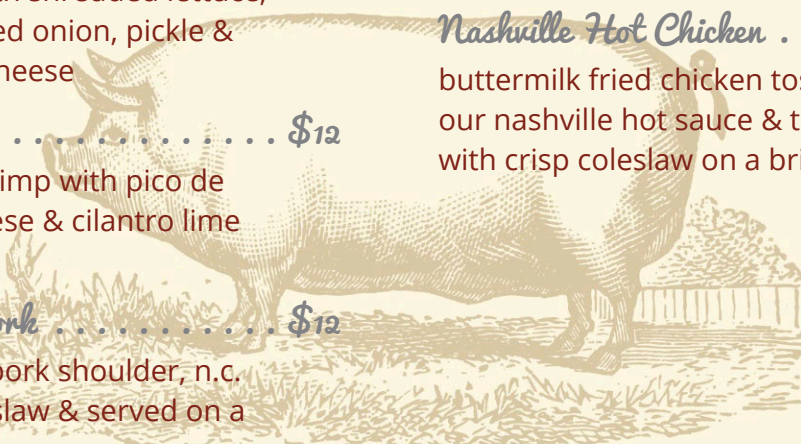 ed onion, pickle &
heese
. . . . . . . . . . . . . $12
imp with pico de
ese & cilantro lime
ork . . . . . . . . . . . $12
pork shoulder, n.c.
slaw & served on a
Nashville Hot Chicken .
buttermilk fried chicken tos
our nashville hot sauce & t
with crisp coleslaw on a bri